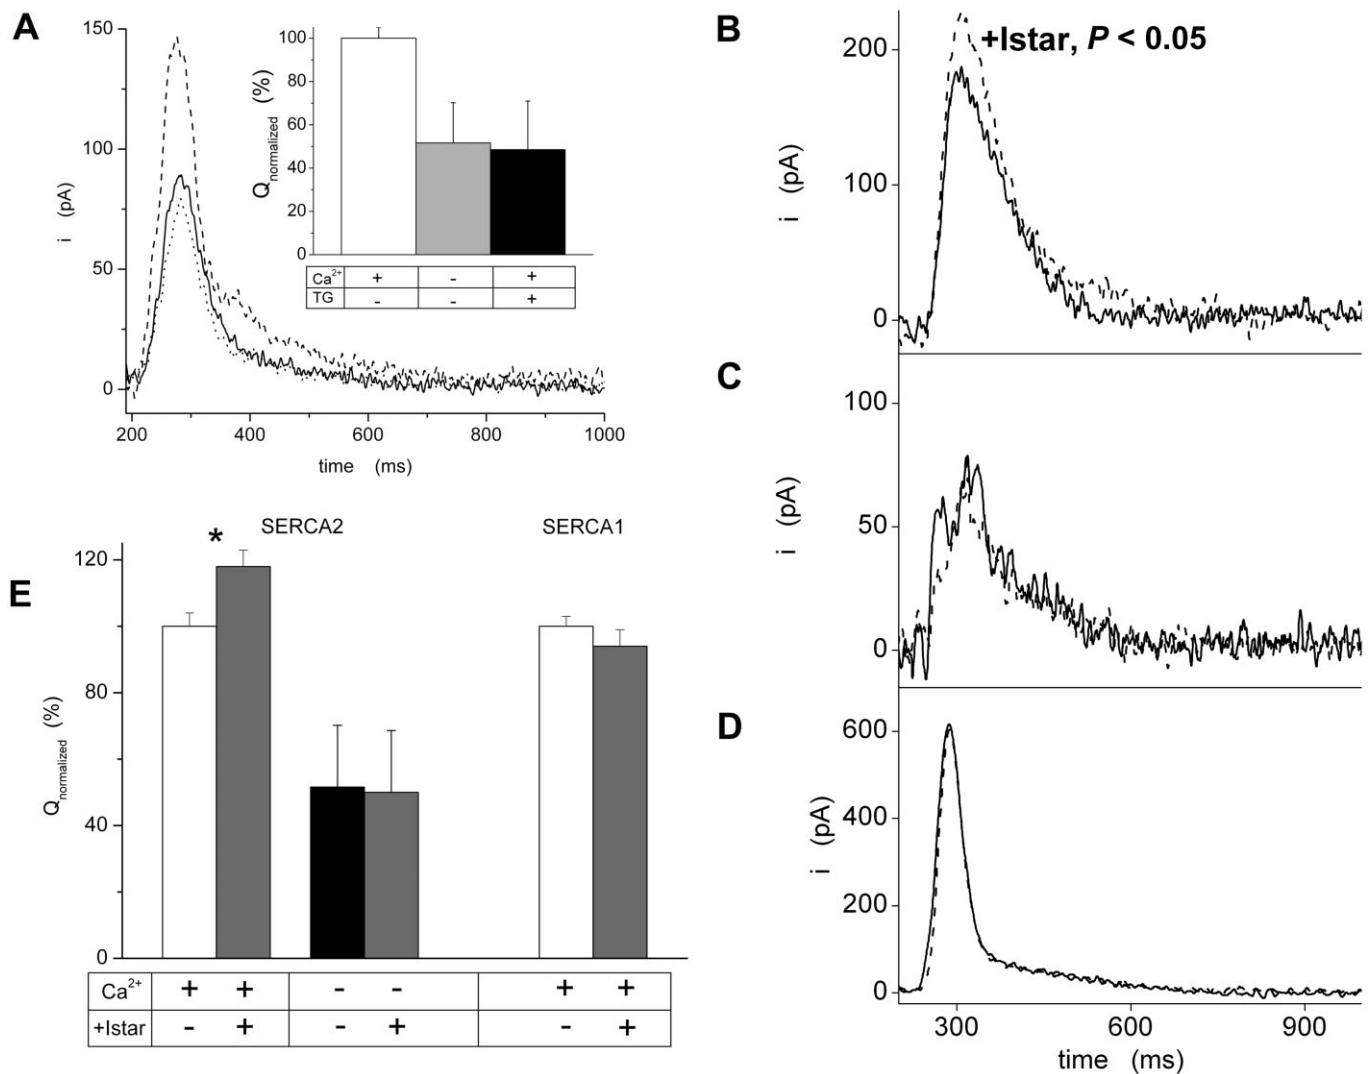 A
150
100
50
0
i (pA)
200 400 600 800 1000
time (ms)
100
80
60
40
20
0
Qnormalized (%)
Ca2+ + - +
TG - - +
B
+Istar, P < 0.05
200
100
0
i (pA)
C
100
50
0
i (pA)
D
600
400
200
0
i (pA)
300 600 900
time (ms)
E
SERCA2 SERCA1
*
120
80
40
0
Qnormalized (%)
Ca2+ + + - - + +
+Istar - + - + - +